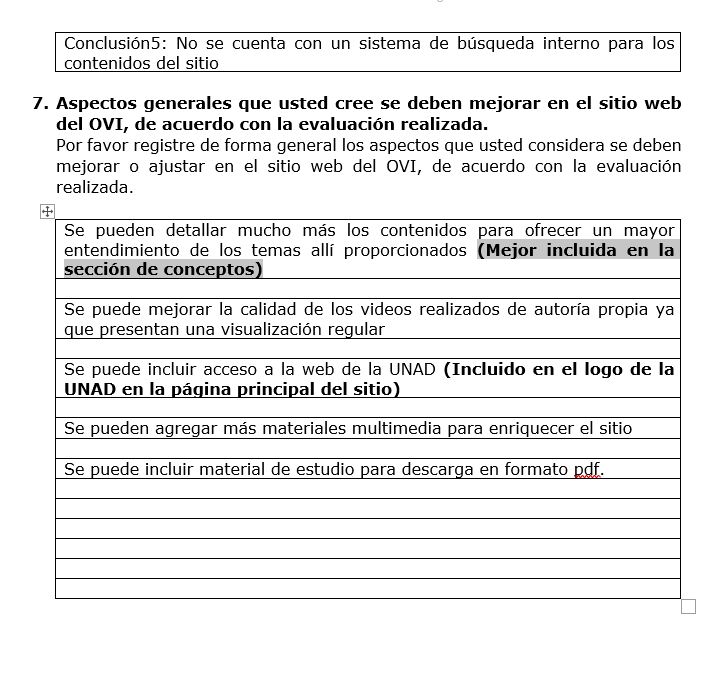 Conclusión5: No se cuenta con un sistema de búsqueda interno para los
contenidos del sitio
7. Aspectos generales que usted cree se deben mejorar en el sitio web
del OVI, de acuerdo con la evaluación realizada.
Por favor registre de forma general los aspectos que usted considera se deben
mejorar o ajustar en el sitio web del OVI, de acuerdo con la evaluación
realizada.
Se pueden detallar mucho más los contenidos para ofrecer un mayor
entendimiento de los temas allí proporcionados (Mejor incluida en la
sección de conceptos)
Se puede mejorar la calidad de los videos realizados de autoría propia ya
que presentan una visualización regular
Se puede incluir acceso a la web de la UNAD (Incluido en el logo de la
UNAD en la página principal del sitio)
Se pueden agregar más materiales multimedia para enriquecer el sitio
Se puede incluir material de estudio para descarga en formato pdf.